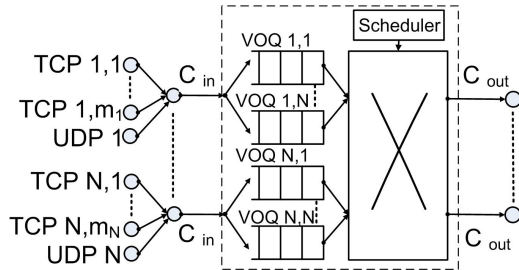 Scheduler
VOQ 1,1
TCP 1,1
C in
C out
TCP 1,m1
VOQ 1,N
UDP 1
VOQ N,1
TCP N,1
VOQ N,N
TCP N,mN
C in
C out
UDP N